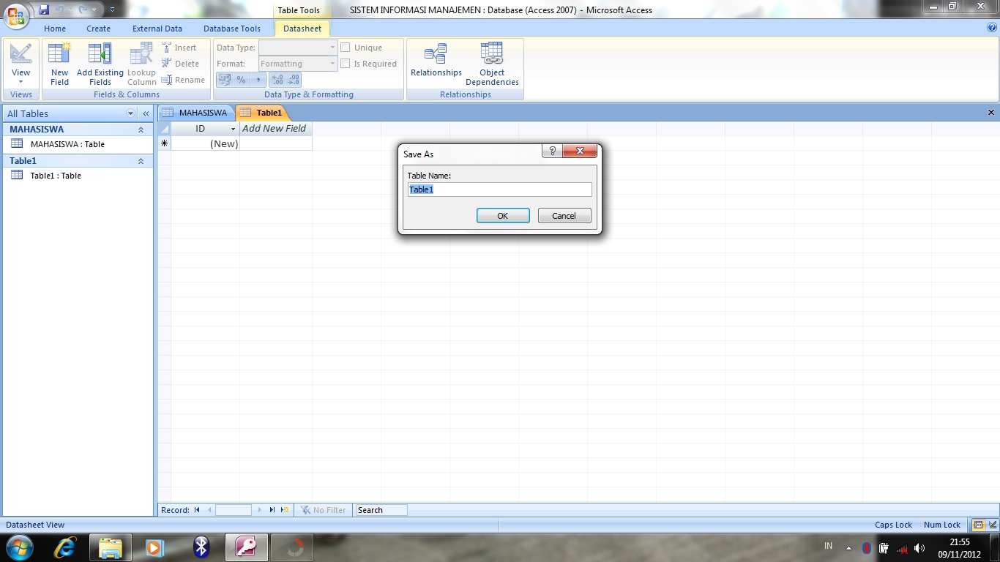 Table Tools
SISTEM INFORMASI MANAJEMEN : Database (Access 2007) - Microsoft Access
Home Create External Data Database Tools Datasheet
View
Views
New Field
Add Existing Fields
Lookup Column
Insert
Delete
Rename
Fields & Columns
Data Type:
Format: Formatting
Unique
Is Required
% , .0 .00 .00 .0
Data Type & Formatting
Relationships
Object Dependencies
Relationships
All Tables
MAHASISWA
MAHASISWA : Table
Table1
Table1 : Table
MAHASISWA Table1
ID Add New Field
(New)
Save As
Table Name:
Table1
OK Cancel
Record: No Filter Search
Datasheet View Caps Lock Num Lock
IN
21:55
09/11/2012